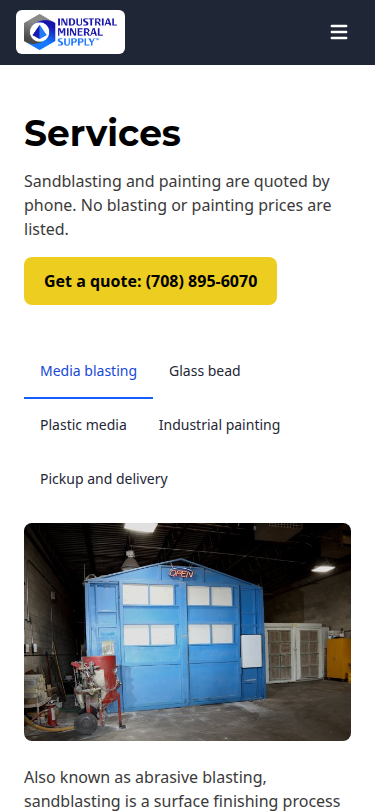 INDUSTRIAL
MINERAL
SUPPLY™
Services
Sandblasting and painting are quoted by
phone. No blasting or painting prices are
listed.
Get a quote: (708) 895-6070
Media blasting
Glass bead
Plastic media
Industrial painting
Pickup and delivery
OPEN
Also known as abrasive blasting,
sandblasting is a surface finishing process